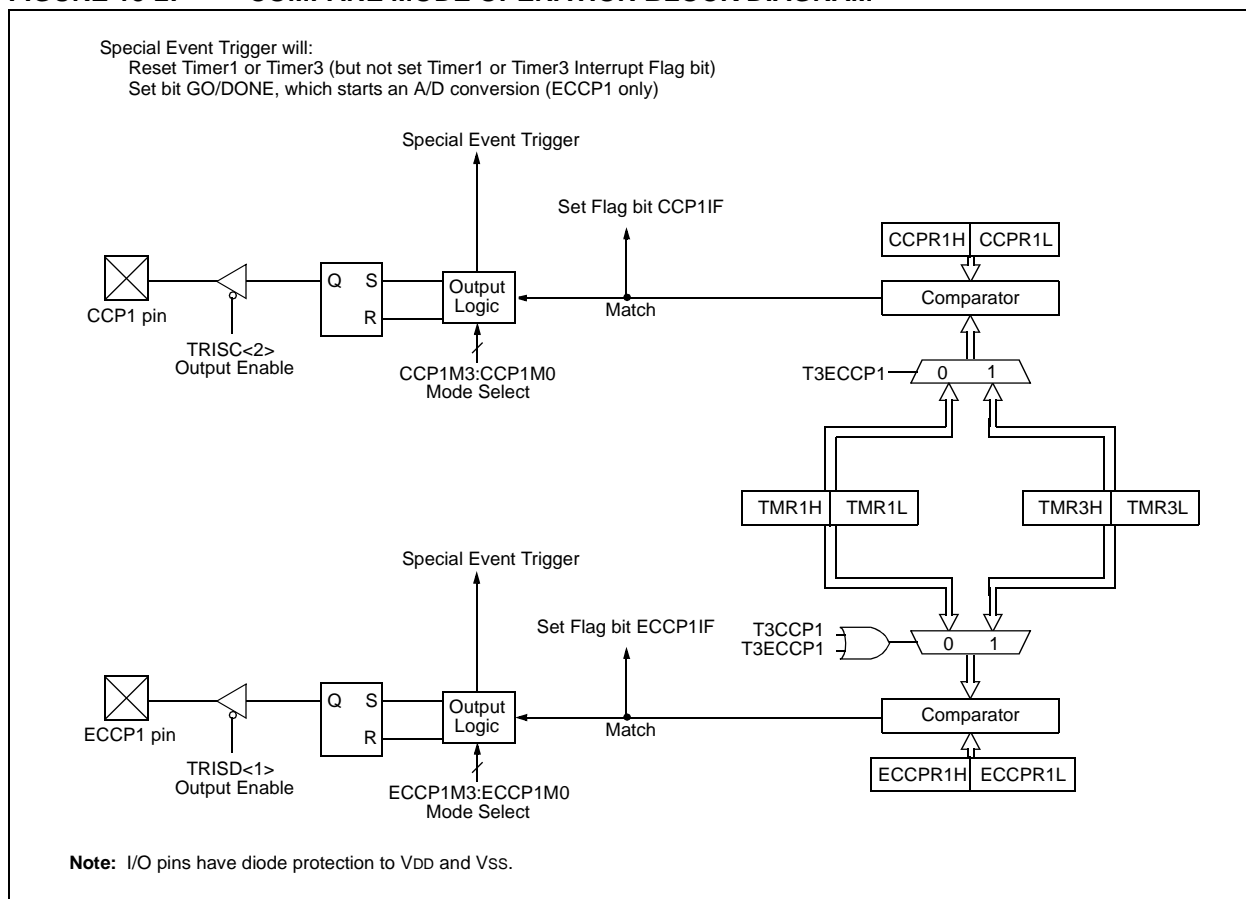 Special Event Trigger will:
Reset Timer1 or Timer3 (but not set Timer1 or Timer3 Interrupt Flag bit)
Set bit GO/DONE, which starts an A/D conversion (ECCP1 only)
Special Event Trigger
Set Flag bit CCP1IF
CCPR1H CCPR1L
Q S
R
Output
Logic
Comparator
Match
CCP1 pin
TRISC<2>
Output Enable
CCP1M3:CCP1M0
Mode Select
T3ECCP1
0 1
TMR1H TMR1L
TMR3H TMR3L
Special Event Trigger
Set Flag bit ECCP1IF
T3CCP1
T3ECCP1
0 1
Q S
R
Output
Logic
Comparator
Match
ECCP1 pin
TRISD<1>
Output Enable
ECCP1M3:ECCP1M0
Mode Select
ECCPR1H ECCPR1L
Note: I/O pins have diode protection to VDD and VSS.